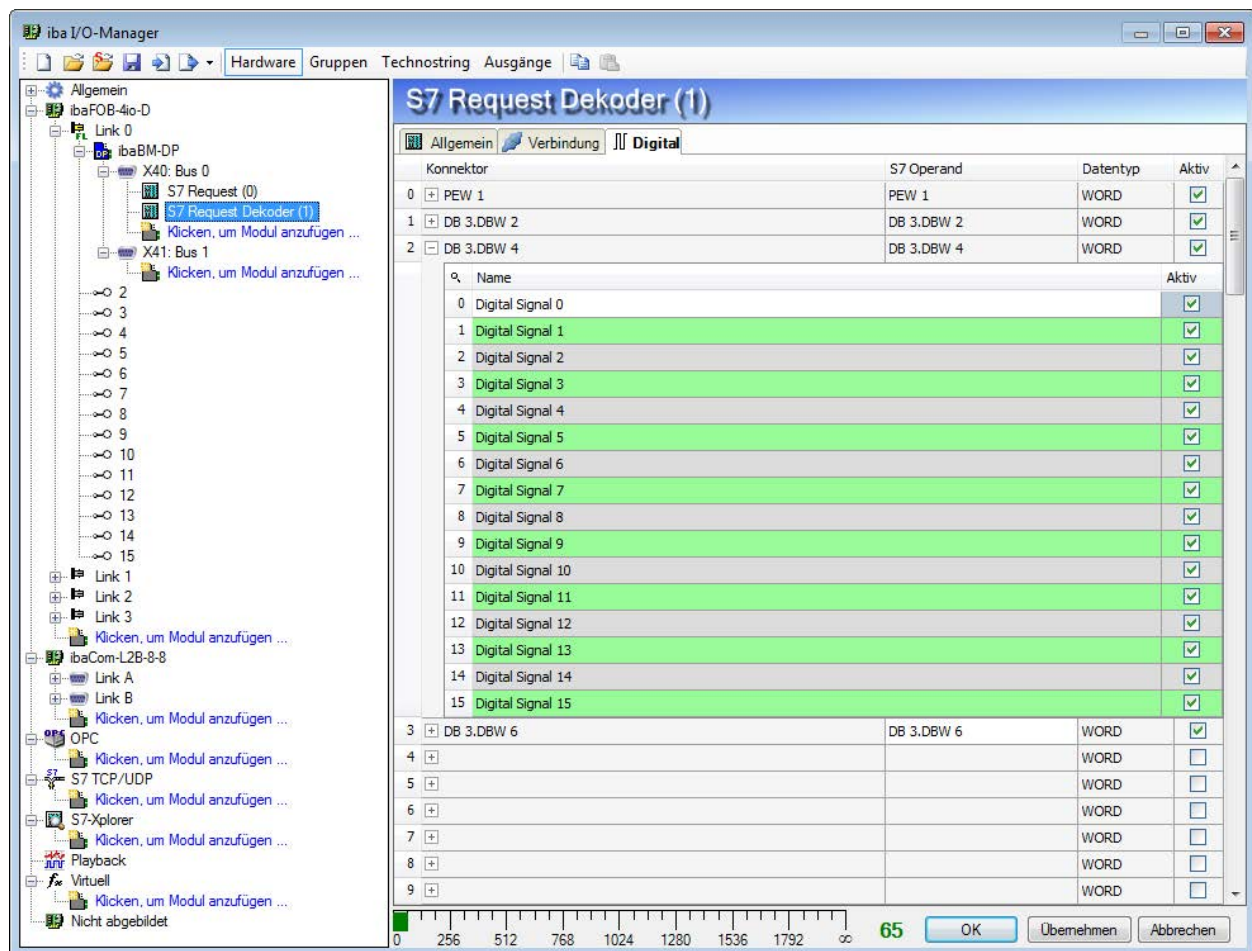 iba I/O-Manager
Hardware Gruppen Technostring Ausgänge
Allgemein
ibaFOB-4io-D
Link 0
ibaBM-DP
X40: Bus 0
S7 Request (0)
S7 Request Dekoder (1)
Klicken, um Modul anzufügen ...
X41: Bus 1
Klicken, um Modul anzufügen ...
2
3
4
5
6
7
8
9
10
11
12
13
14
15
Link 1
Link 2
Link 3
Klicken, um Modul anzufügen ...
ibaCom-L2B-8-8
Link A
Link B
Klicken, um Modul anzufügen ...
OPC
Klicken, um Modul anzufügen ...
S7 TCP/UDP
Klicken, um Modul anzufügen ...
S7-Xplorer
Klicken, um Modul anzufügen ...
Playback
Virtuell
Klicken, um Modul anzufügen ...
Nicht abgebildet
S7 Request Dekoder (1)
Allgemein Verbindung Digital
Konnektor S7 Operand Datentyp Aktiv
0 PEW 1 PEW 1 WORD
1 DB 3.DBW 2 DB 3.DBW 2 WORD
2 DB 3.DBW 4 DB 3.DBW 4 WORD
Name Aktiv
0 Digital Signal 0
1 Digital Signal 1
2 Digital Signal 2
3 Digital Signal 3
4 Digital Signal 4
5 Digital Signal 5
6 Digital Signal 6
7 Digital Signal 7
8 Digital Signal 8
9 Digital Signal 9
10 Digital Signal 10
11 Digital Signal 11
12 Digital Signal 12
13 Digital Signal 13
14 Digital Signal 14
15 Digital Signal 15
3 DB 3.DBW 6 DB 3.DBW 6 WORD
4 WORD
5 WORD
6 WORD
7 WORD
8 WORD
9 WORD
0 256 512 768 1024 1280 1536 1792 ∞ 65 OK Übernehmen Abbrechen